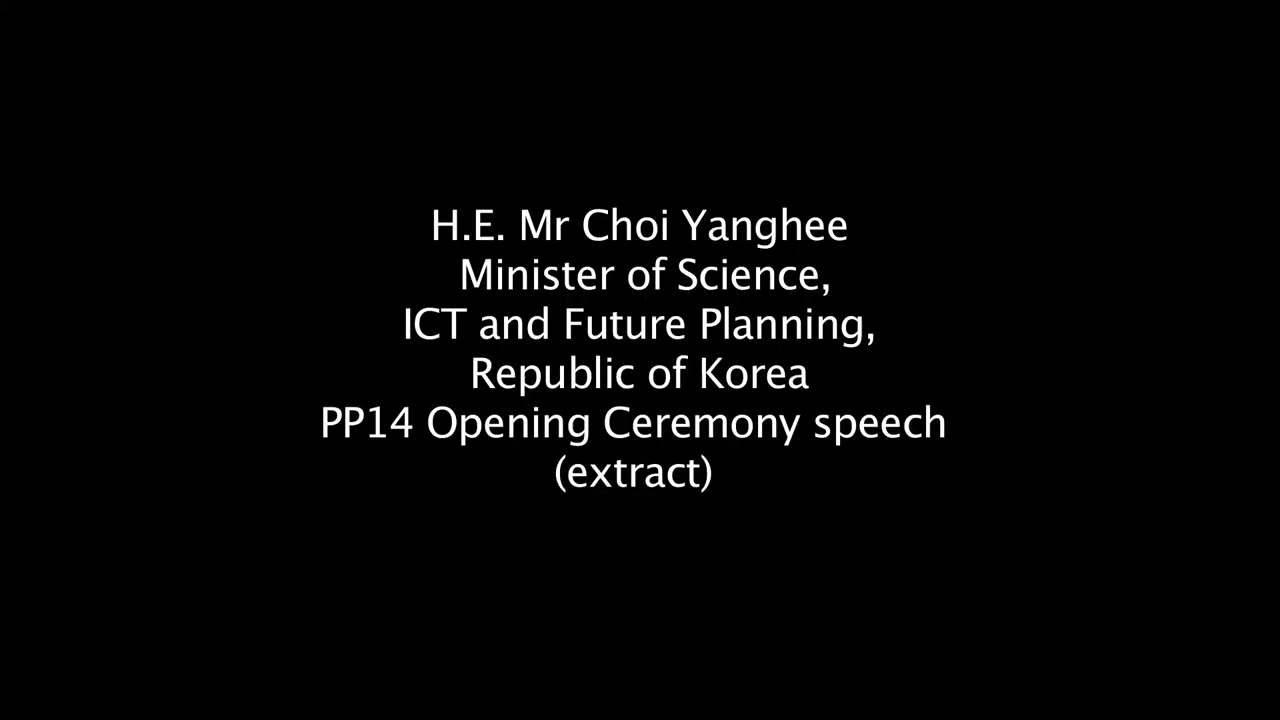 H.E. Mr Choi Yanghee
Minister of Science,
ICT and Future Planning,
Republic of Korea
PP14 Opening Ceremony speech
(extract)